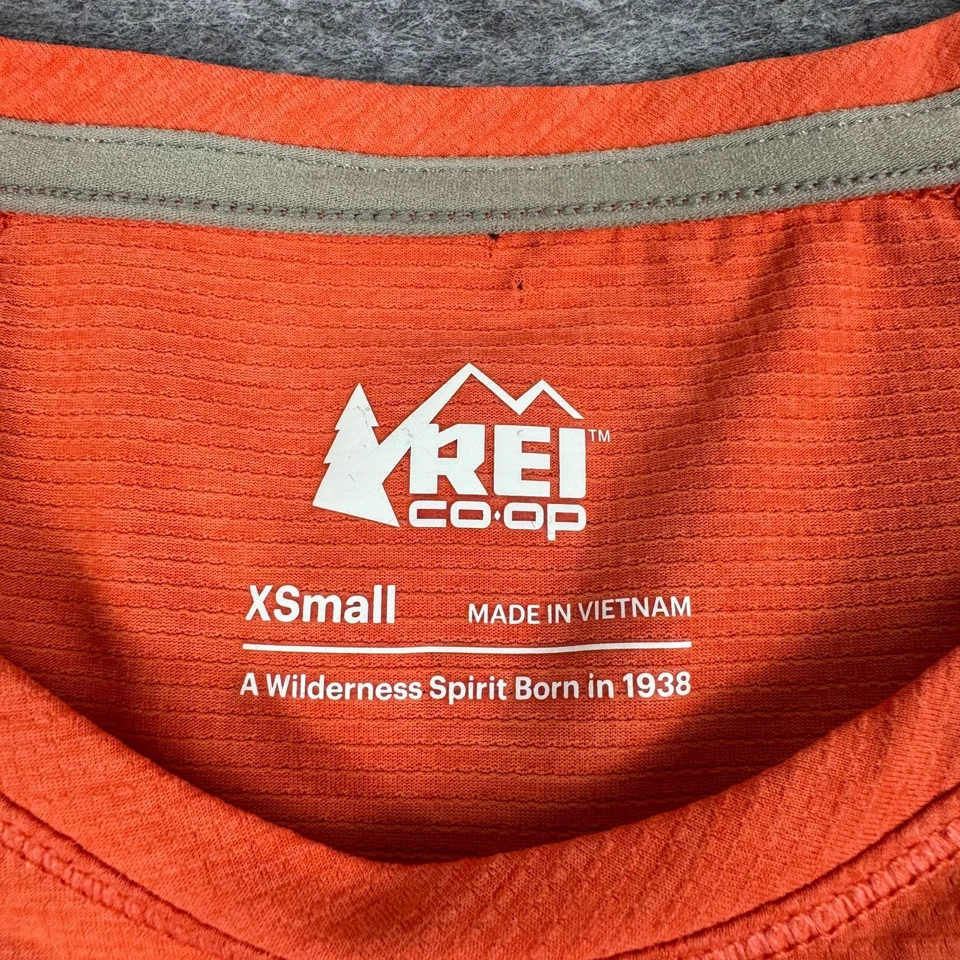 REI™
CO·OP
XSmall MADE IN VIETNAM
A Wilderness Spirit Born in 1938